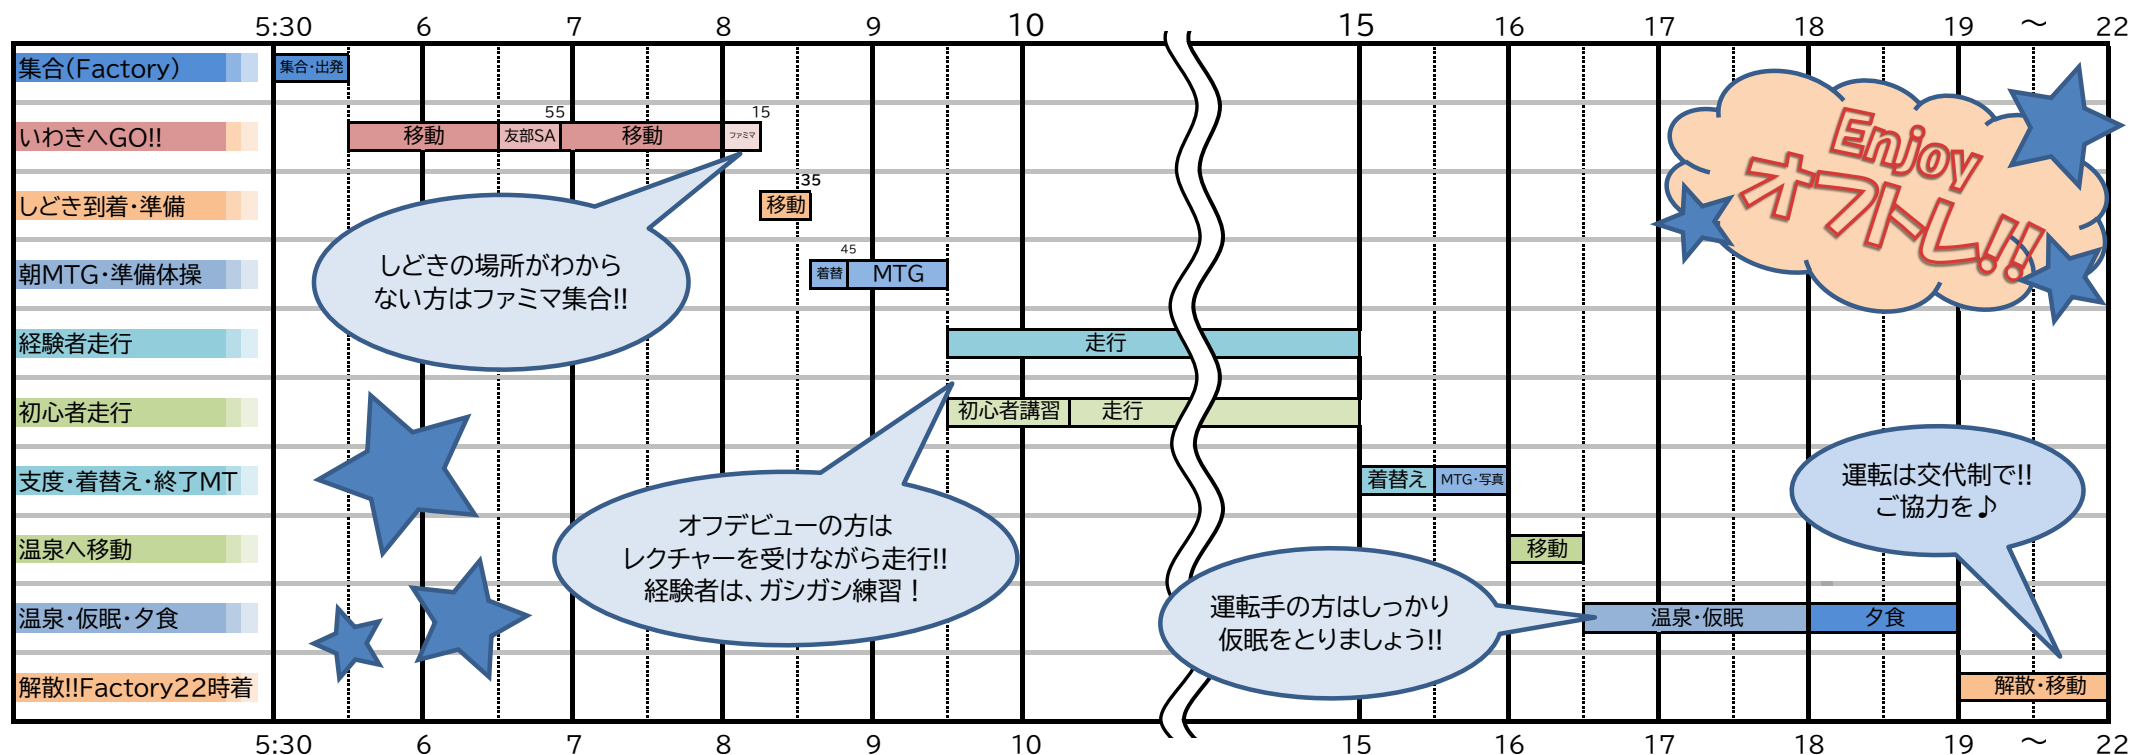 5:30 6 7 8 9 10 15 16 17 18 19 ～ 22
集合(Factory)
集合・出発
いわきへGO!!
移動
友部SA
55
移動
ファミマ
15
しどき到着・準備
移動
35
朝MTG・準備体操
着替
45
MTG
しどきの場所がわから
ない方はファミマ集合!!
Enjoy
オフトレ!!
経験者走行
走行
初心者走行
初心者講習
走行
支度・着替え・終了MT
着替え
MTG・写真
オフデビューの方は
レクチャーを受けながら走行!!
経験者は、ガシガシ練習！
運転は交代制で!!
ご協力を♪
温泉へ移動
移動
温泉・仮眠・夕食
温泉・仮眠
夕食
運転手の方はしっかり
仮眠をとりましょう!!
解散!!Factory22時着
解散・移動
5:30 6 7 8 9 10 15 16 17 18 19 ～ 22